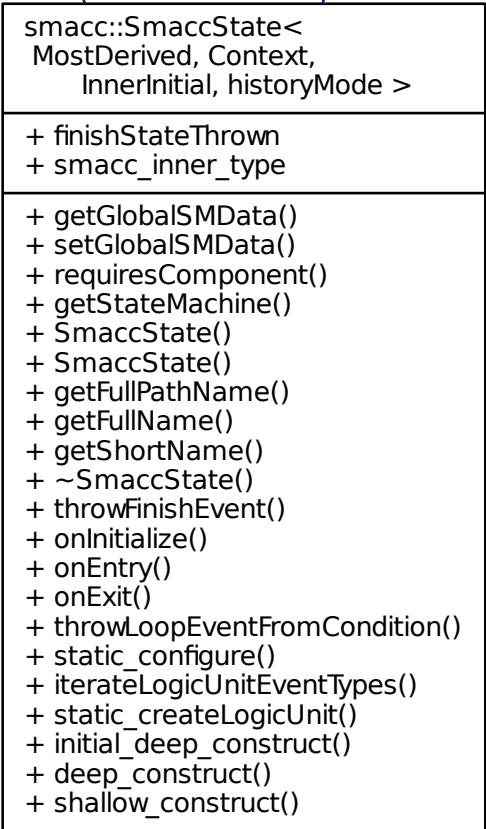 smacc::SmaccState<
MostDerived, Context,
InnerInitial, historyMode >
+ finishStateThrown
+ smacc_inner_type
+ getGlobalSMData()
+ setGlobalSMData()
+ requiresComponent()
+ getStateMachine()
+ SmaccState()
+ SmaccState()
+ getFullPathName()
+ getFullName()
+ getShortName()
+ ~SmaccState()
+ throwFinishEvent()
+ onInitialize()
+ onEntry()
+ onExit()
+ throwLoopEventFromCondition()
+ static_configure()
+ iterateLogicUnitEventTypes()
+ static_createLogicUnit()
+ initial_deep_construct()
+ deep_construct()
+ shallow_construct()